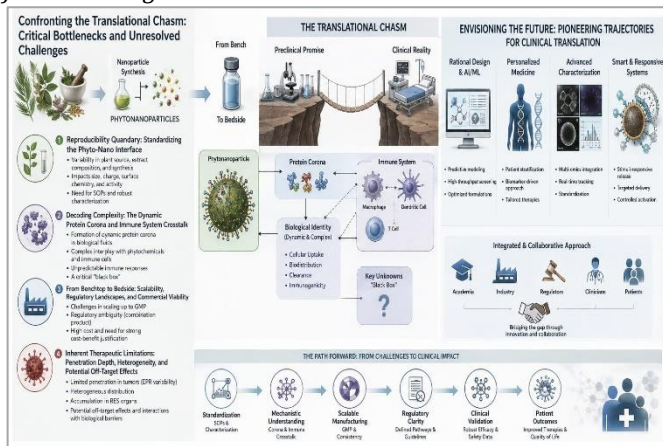 Confronting the Translational Chasm:
Critical Bottlenecks and Unresolved
Challenges
Nanoparticle
Synthesis
PHYTONANOPARTICLES
1 Reproducibility Quandary: Standardizing
the Phyto-Nano Interface
• Variability in plant source, extract
composition, and synthesis
• Impacts size, charge, surface
chemistry, and activity
• Need for SOPs and robust
characterization
2 Decoding Complexity: The Dynamic
Protein Corona and Immune System Crosstalk
• Formation of dynamic protein corona
in biological fluids
• Complex interplay with phytochemicals
and immune cells
• Unpredictable immune responses
• A critical "black box"
3 From Benchtop to Bedside: Scalability,
Regulatory Landscapes, and Commercial Viability
• Challenges in scaling up to GMP
• Regulatory ambiguity (combination
product)
• High cost and need for strong
cost-benefit justification
4 Inherent Therapeutic Limitations:
Penetration Depth, Heterogeneity, and
Potential Off-Target Effects
• Limited penetration in tumors (EPR variability)
• Heterogeneous distribution
• Accumulation in RES organs
• Potential off-target effects and interactions
with biological barriers
From Bench
To Bedside
THE TRANSLATIONAL CHASM
Preclinical Promise
Clinical Reality
Phytonanoparticle
Protein Corona
Immune System
Macrophage
Dendritic Cell
T Cell
Biological Identity
(Dynamic & Complex)
• Cellular Uptake
• Biodistribution
• Clearance
• Immunogenicity
Key Unknowns
"Black Box"
?
ENVISIONING THE FUTURE: PIONEERING TRAJECTORIES
FOR CLINICAL TRANSLATION
Rational Design
& AI/ML
• Predictive modeling
• High throughput screening
• Optimized formulations
Personalized
Medicine
• Patient stratification
• Biomarker-driven
approach
• Tailored therapies
Advanced
Characterization
• Multi-omics integration
• Real-time tracking
• Standardization
Smart & Responsive
Systems
• Stimuli-responsive
release
• Targeted delivery
• Controlled activation
Integrated & Collaborative Approach
Academia
Industry
Regulators
Clinicians
Patients
Bridging the gap through
innovation and collaboration
THE PATH FORWARD: FROM CHALLENGES TO CLINICAL IMPACT
Standardization
SOPs &
Characterization
Mechanistic
Understanding
Corona & Immune
Crosstalk
Scalable
Manufacturing
GMP &
Consistency
Regulatory
Clarity
Defined Pathways &
Guidelines
Clinical
Validation
Robust Efficacy &
Safety Data
Patient
Outcomes
Improved Therapies &
Quality of Life